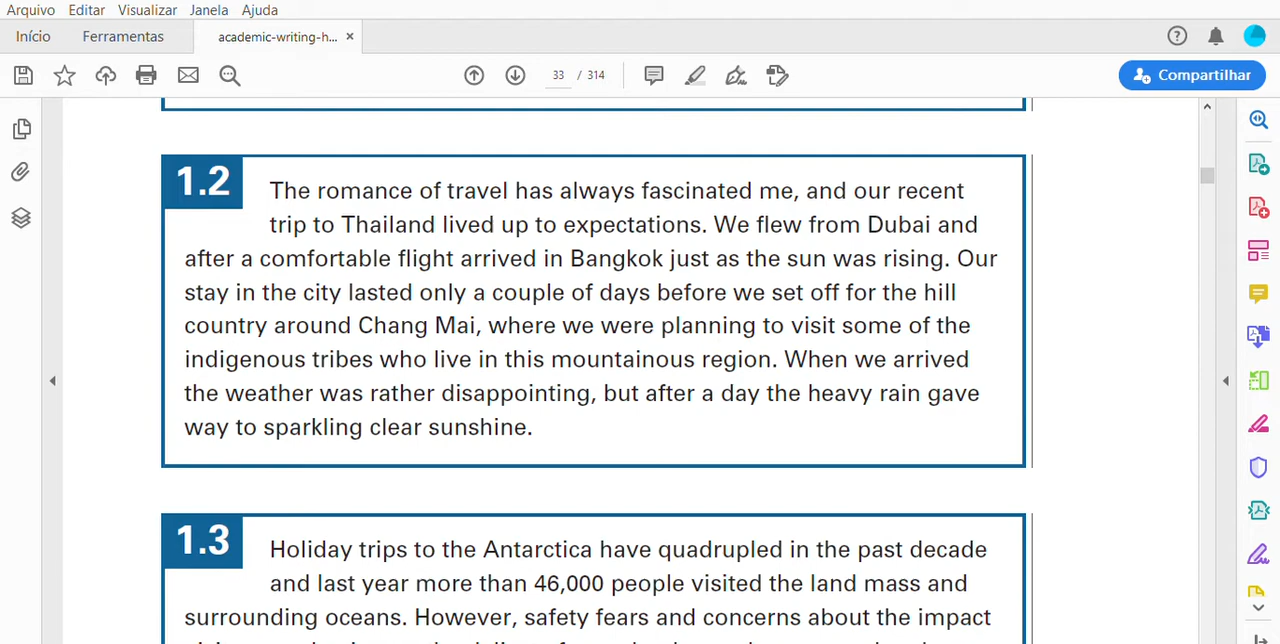 Arquivo Editar Visualizar Janela Ajuda
Início Ferramentas academic-writing-h... ×
33 / 314 Compartilhar
1.2 The romance of travel has always fascinated me, and our recent
trip to Thailand lived up to expectations. We flew from Dubai and
after a comfortable flight arrived in Bangkok just as the sun was rising. Our
stay in the city lasted only a couple of days before we set off for the hill
country around Chang Mai, where we were planning to visit some of the
indigenous tribes who live in this mountainous region. When we arrived
the weather was rather disappointing, but after a day the heavy rain gave
way to sparkling clear sunshine.
1.3 Holiday trips to the Antarctica have quadrupled in the past decade
and last year more than 46,000 people visited the land mass and
surrounding oceans. However, safety fears and concerns about the impact